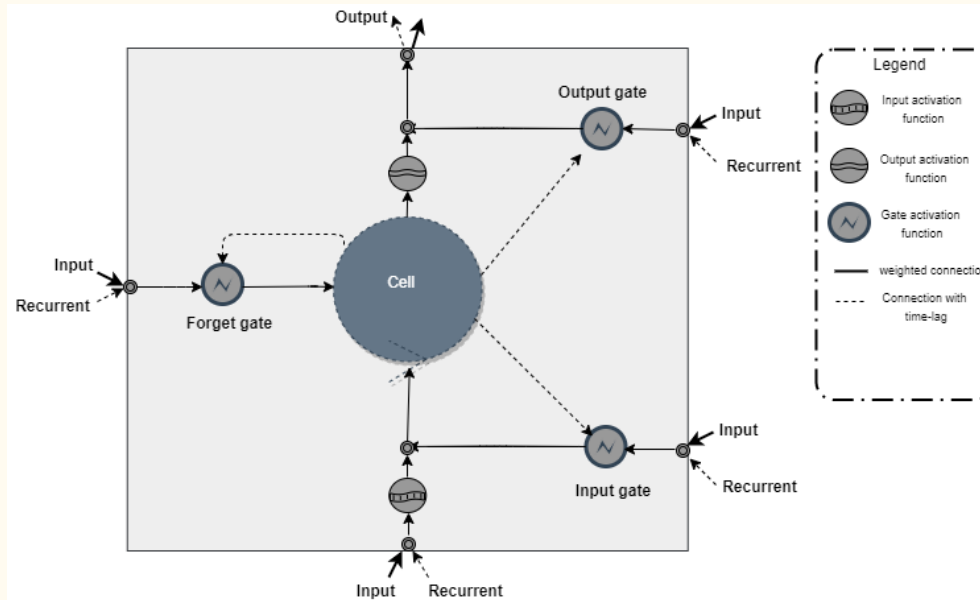 Output
Legend
Input activation
function
Output gate
Input
Recurrent
Output activation
function
Gate activation
function
Cell
Input
Recurrent
Forget gate
weighted connectio
Connection with
time-lag
Input
Recurrent
Input gate
Input
Recurrent